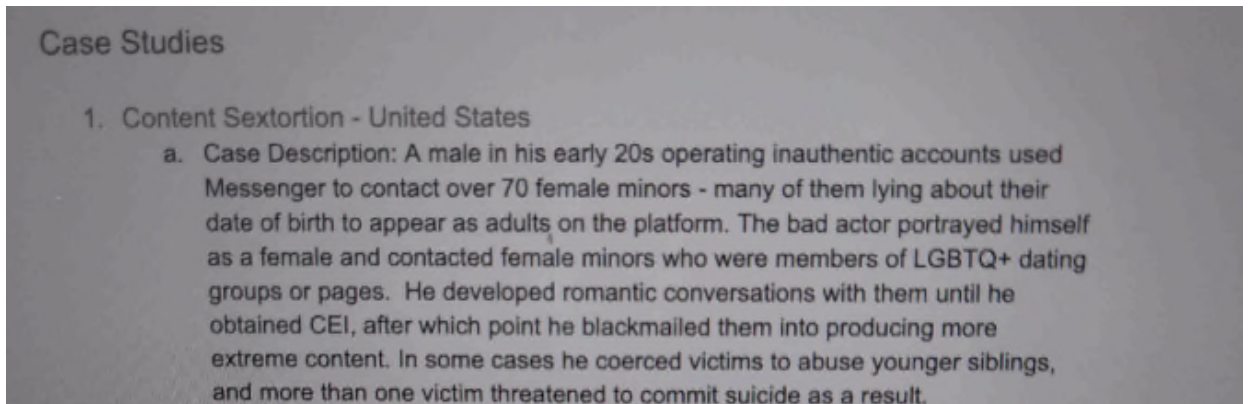 Case Studies
1. Content Sextortion - United States
a. Case Description: A male in his early 20s operating inauthentic accounts used
Messenger to contact over 70 female minors - many of them lying about their
date of birth to appear as adults on the platform. The bad actor portrayed himself
as a female and contacted female minors who were members of LGBTQ+ dating
groups or pages. He developed romantic conversations with them until he
obtained CEI, after which point he blackmailed them into producing more
extreme content. In some cases he coerced victims to abuse younger siblings,
and more than one victim threatened to commit suicide as a result.